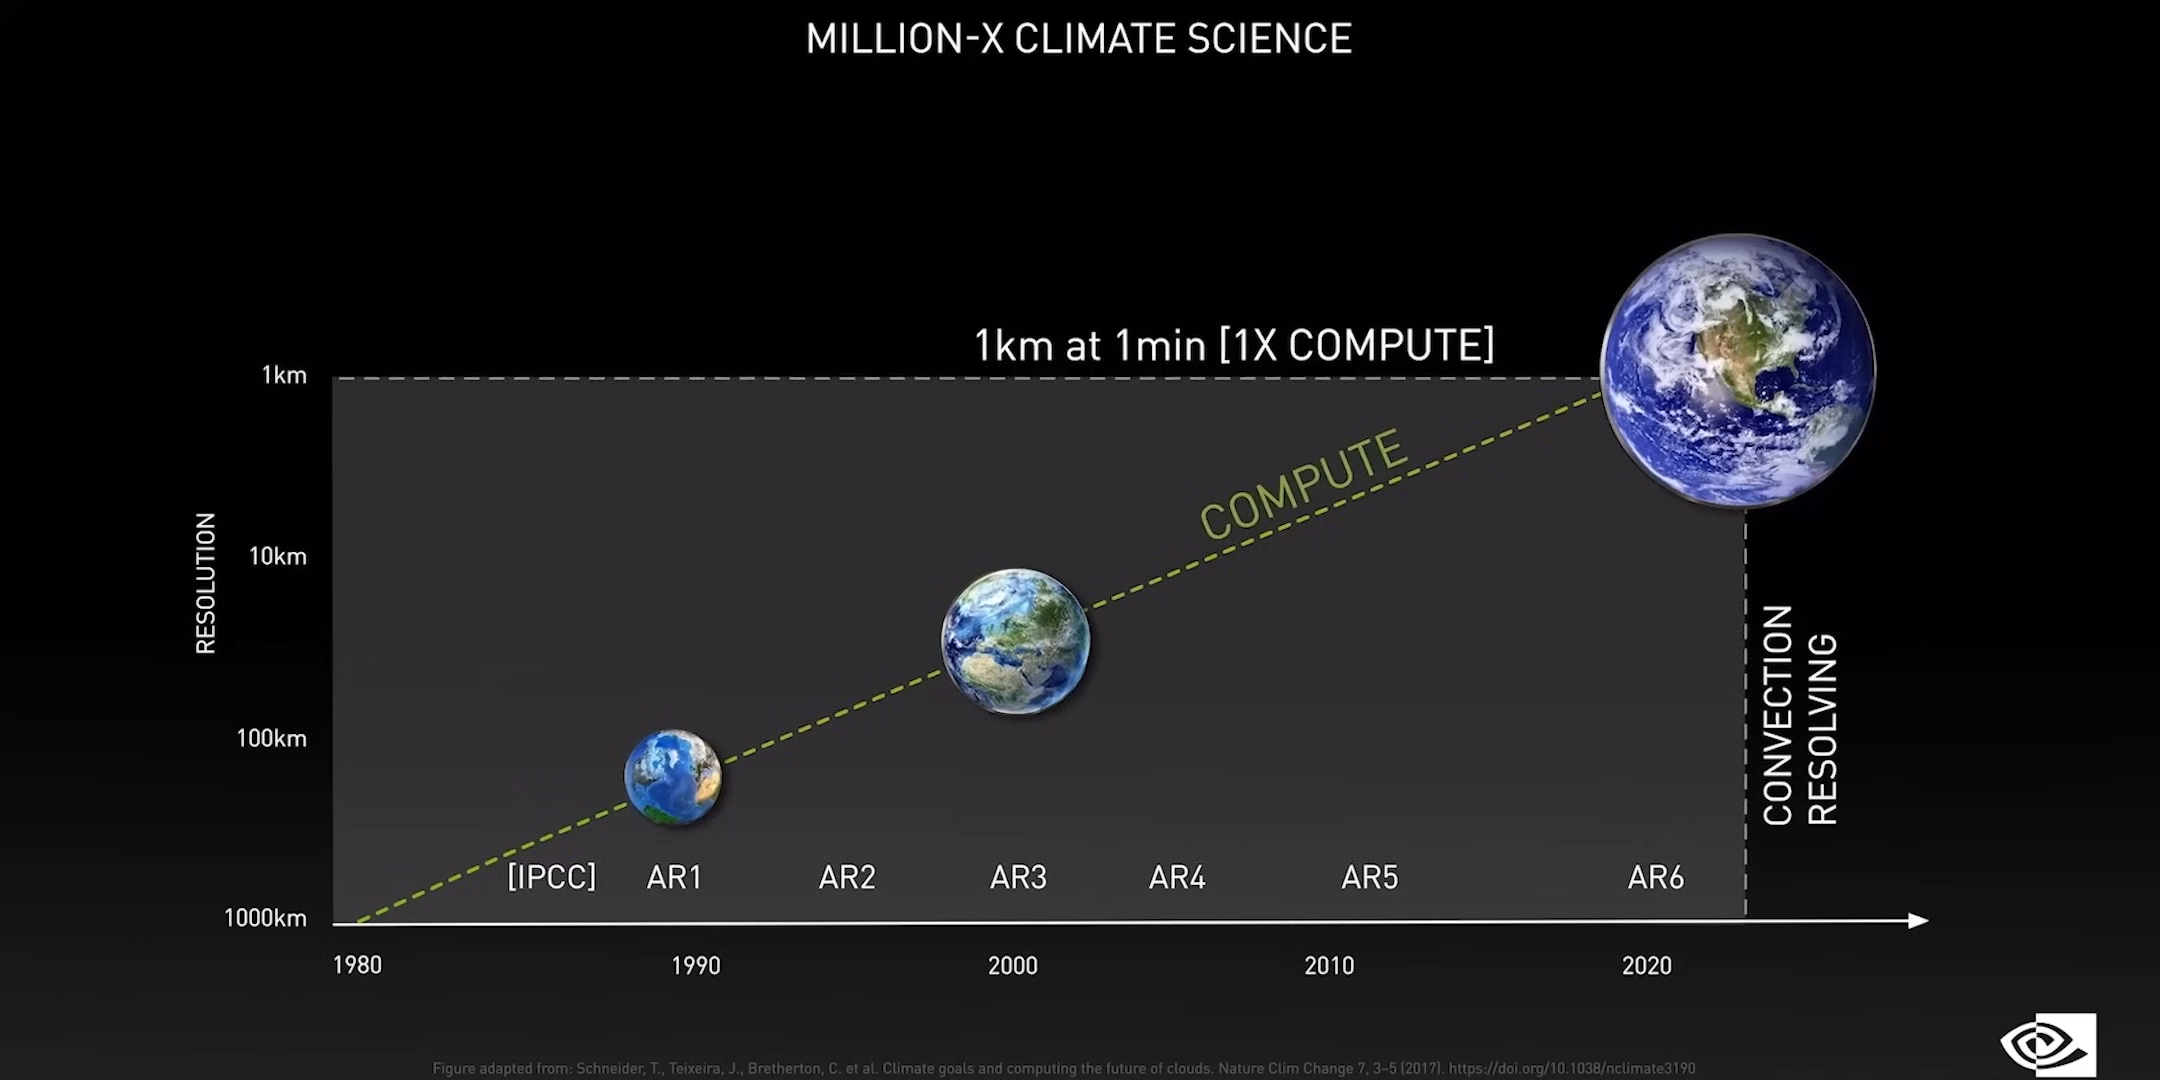 MILLION-X CLIMATE SCIENCE
1km at 1min [1X COMPUTE]
1km
COMPUTE
10km
RESOLUTION
100km
CONVECTION
RESOLVING
[IPCC] AR1 AR2 AR3 AR4 AR5 AR6
1000km
1980 1990 2000 2010 2020
Figure adapted from: Schneider, T., Teixeira, J., Bretherton, C. et al. Climate goals and computing the future of clouds. Nature Clim Change 7, 3–5 (2017). https://doi.org/10.1038/nclimate3190